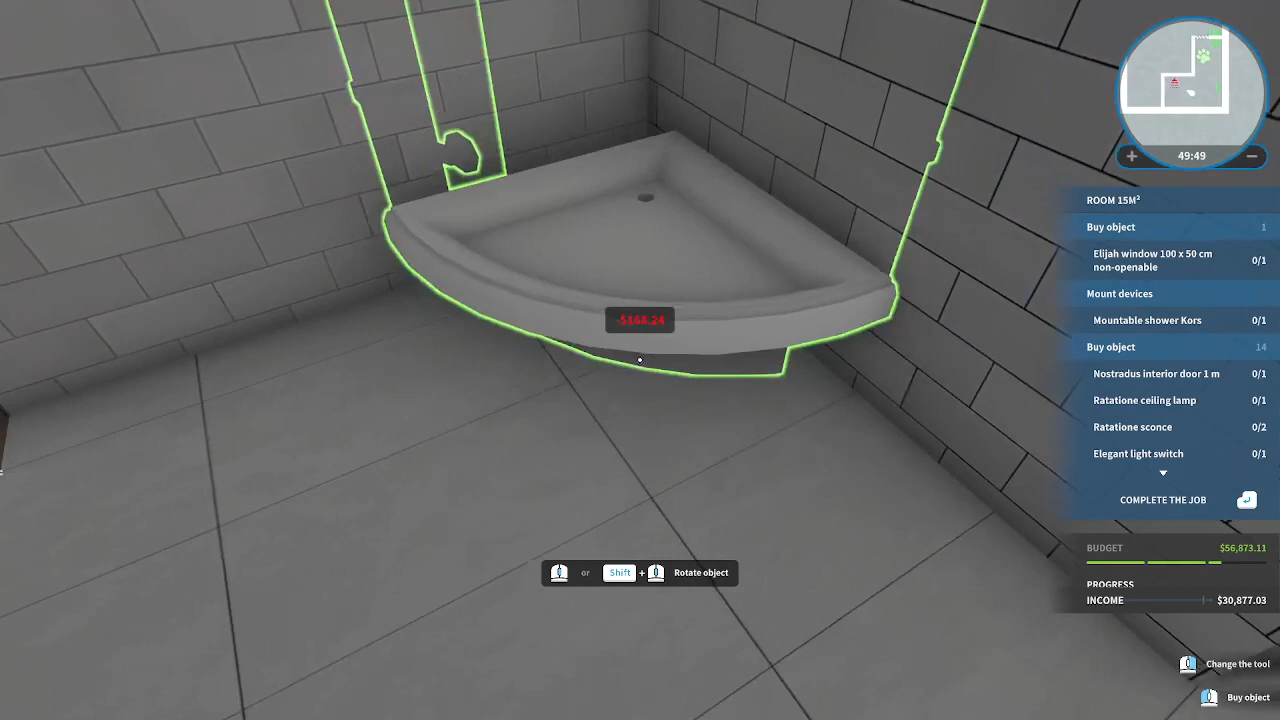 49:49
ROOM 15M²
Buy object 1
Elijah window 100 x 50 cm
non-openable 0/1
Mount devices
Mountable shower Kors 0/1
Buy object 14
Nostradus interior door 1 m 0/1
Ratatione ceiling lamp 0/1
Ratatione sconce 0/2
Elegant light switch 0/1
COMPLETE THE JOB
BUDGET $56,873.11
PROGRESS
INCOME $30,877.03
-$168.24
or Shift + Rotate object
Change the tool
Buy object